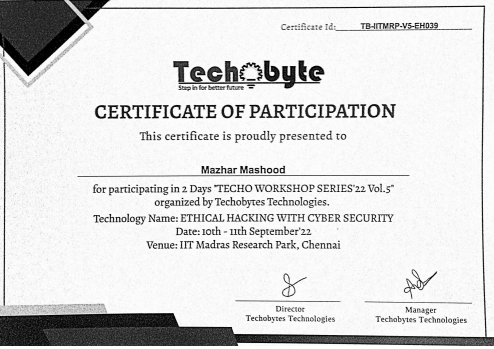 Certificate Id: TB-IITMRP-V5-EH039
Techobyte
Step in for better future
CERTIFICATE OF PARTICIPATION
This certificate is proudly presented to
Mazhar Mashood
for participating in 2 Days "TECHO WORKSHOP SERIES'22 Vol.5"
organized by Techobytes Technologies.
Technology Name: ETHICAL HACKING WITH CYBER SECURITY
Date: 10th - 11th September'22
Venue: IIT Madras Research Park, Chennai
Director
Techobytes Technologies
Manager
Techobytes Technologies